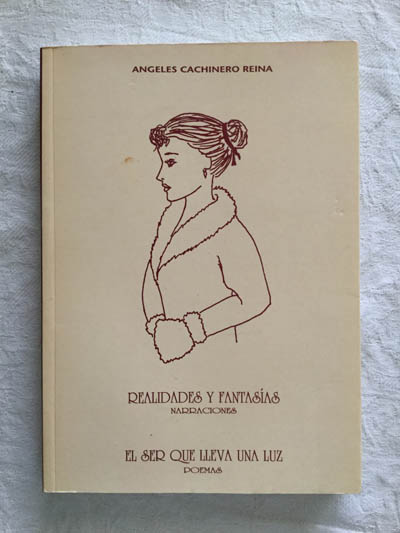 ANGELES CACHINERO REINA
REALIDADES Y FANTASÍAS
NARRACIONES
EL SER QUE LLEVA UNA LUZ
POEMAS